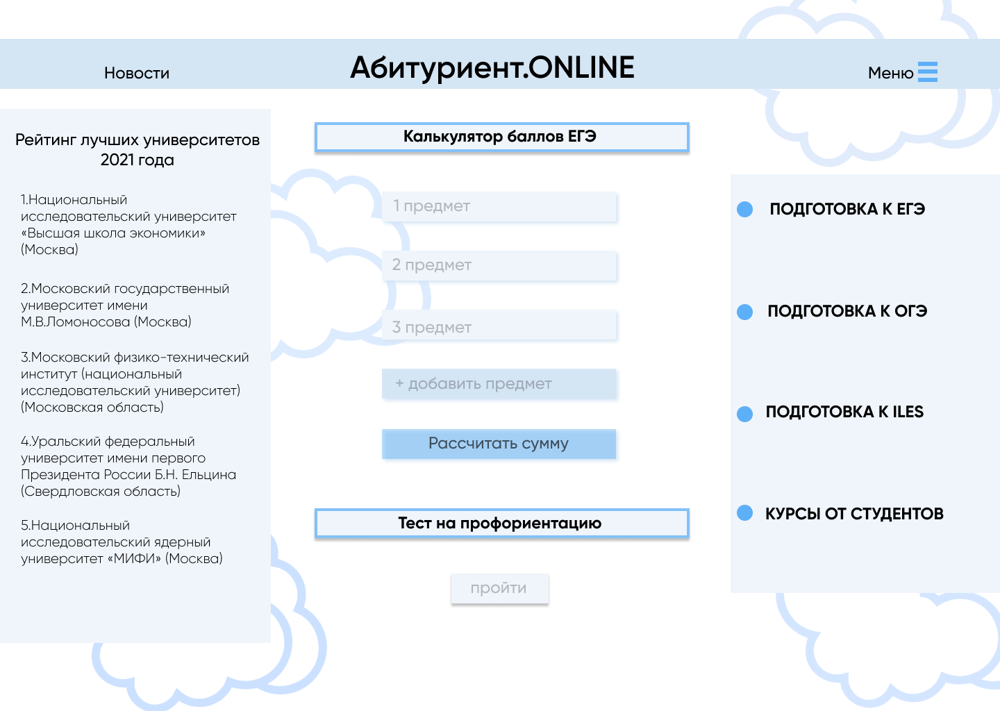 Новости
Абитуриент.ONLINE
Меню
Рейтинг лучших университетов
2021 года
1.Национальный
исследовательский университет
«Высшая школа экономики»
(Москва)
2.Московский государственный
университет имени
М.В.Ломоносова (Москва)
3.Московский физико-технический
институт (национальный
исследовательский университет)
(Московская область)
4.Уральский федеральный
университет имени первого
Президента России Б.Н. Ельцина
(Свердловская область)
5.Национальный
исследовательский ядерный
университет «МИФИ» (Москва)
Калькулятор баллов ЕГЭ
1 предмет
2 предмет
3 предмет
+ добавить предмет
Рассчитать сумму
Тест на профориентацию
пройти
ПОДГОТОВКА К ЕГЭ
ПОДГОТОВКА К ОГЭ
ПОДГОТОВКА К ILES
КУРСЫ ОТ СТУДЕНТОВ